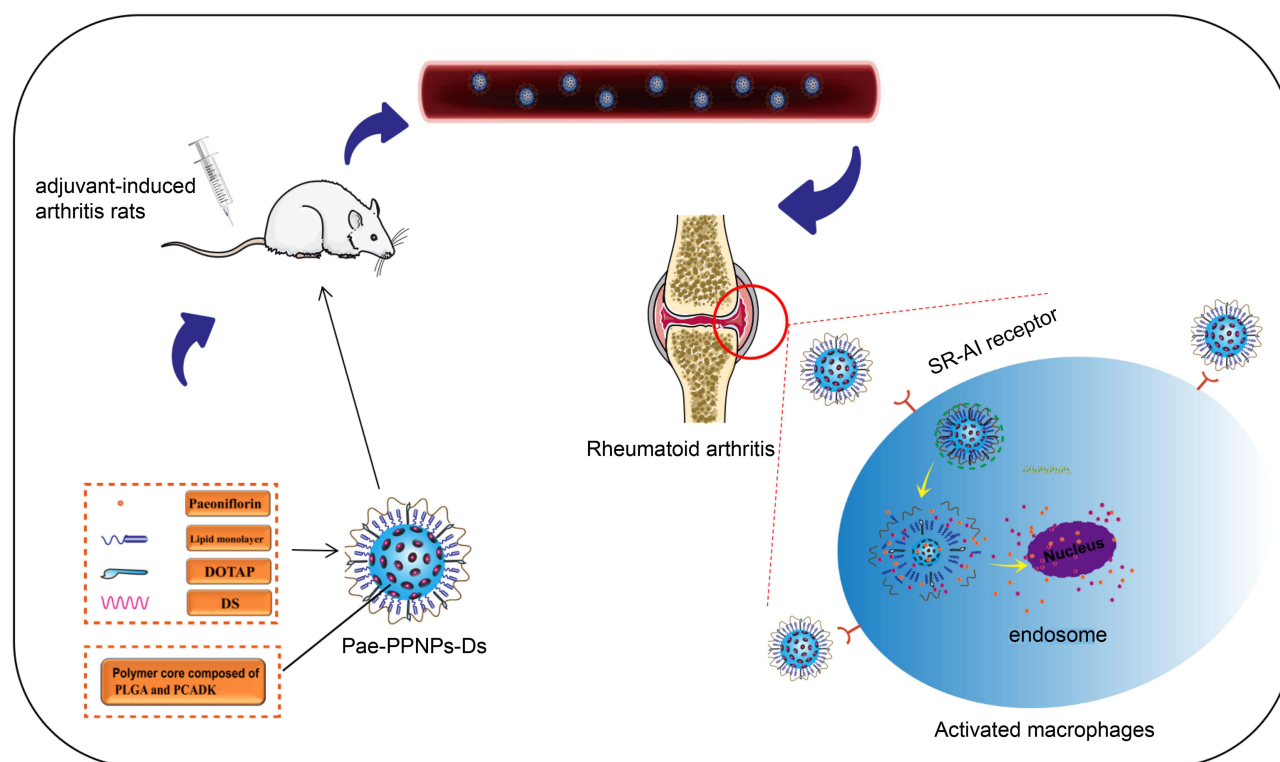 adjuvant-induced
arthritis rats
SR-AI receptor
Rheumatoid arthritis
Paeoniflorin
Lipid monolayer
DOTAP
DS
Polymer core composed of
PLGA and PCADK
Pae-PPNPs-Ds
Nucleus
endosome
Activated macrophages